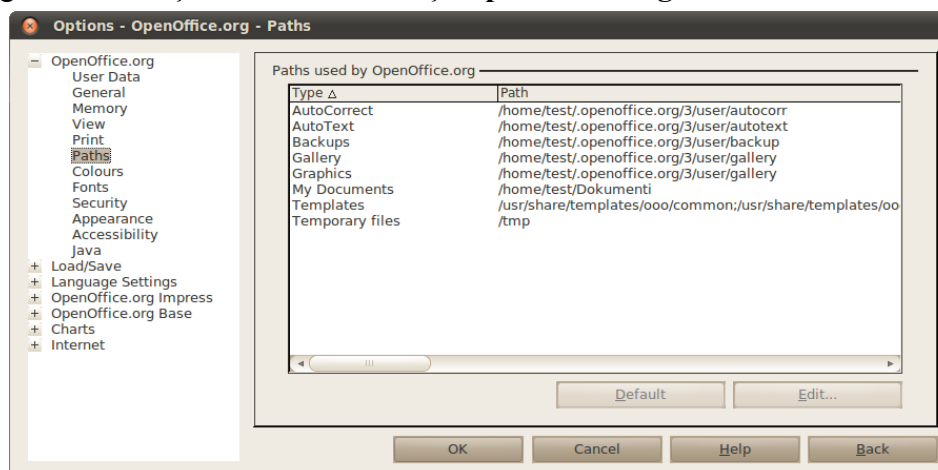 Options - OpenOffice.org - Paths
OpenOffice.org
User Data
General
Memory
View
Print
Paths
Colours
Fonts
Security
Appearance
Accessibility
Java
Load/Save
Language Settings
OpenOffice.org Impress
OpenOffice.org Base
Charts
Internet
Paths used by OpenOffice.org
Type Path
AutoCorrect /home/test/.openoffice.org/3/user/autocorr
AutoText /home/test/.openoffice.org/3/user/autotext
Backups /home/test/.openoffice.org/3/user/backup
Gallery /home/test/.openoffice.org/3/user/gallery
Graphics /home/test/.openoffice.org/3/user/gallery
My Documents /home/test/Dokumenti
Templates /usr/share/templates/ooo/common;/usr/share/templates/oo
Temporary files /tmp
Default Edit...
OK Cancel Help Back